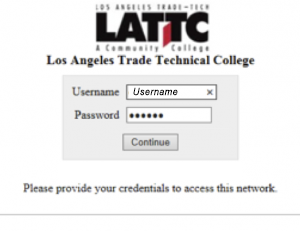 LOS ANGELES TRADE-TECH
LATTC
A Community College
Los Angeles Trade Technical College
Username Username ×
Password ••••••
Continue
Please provide your credentials to access this network.